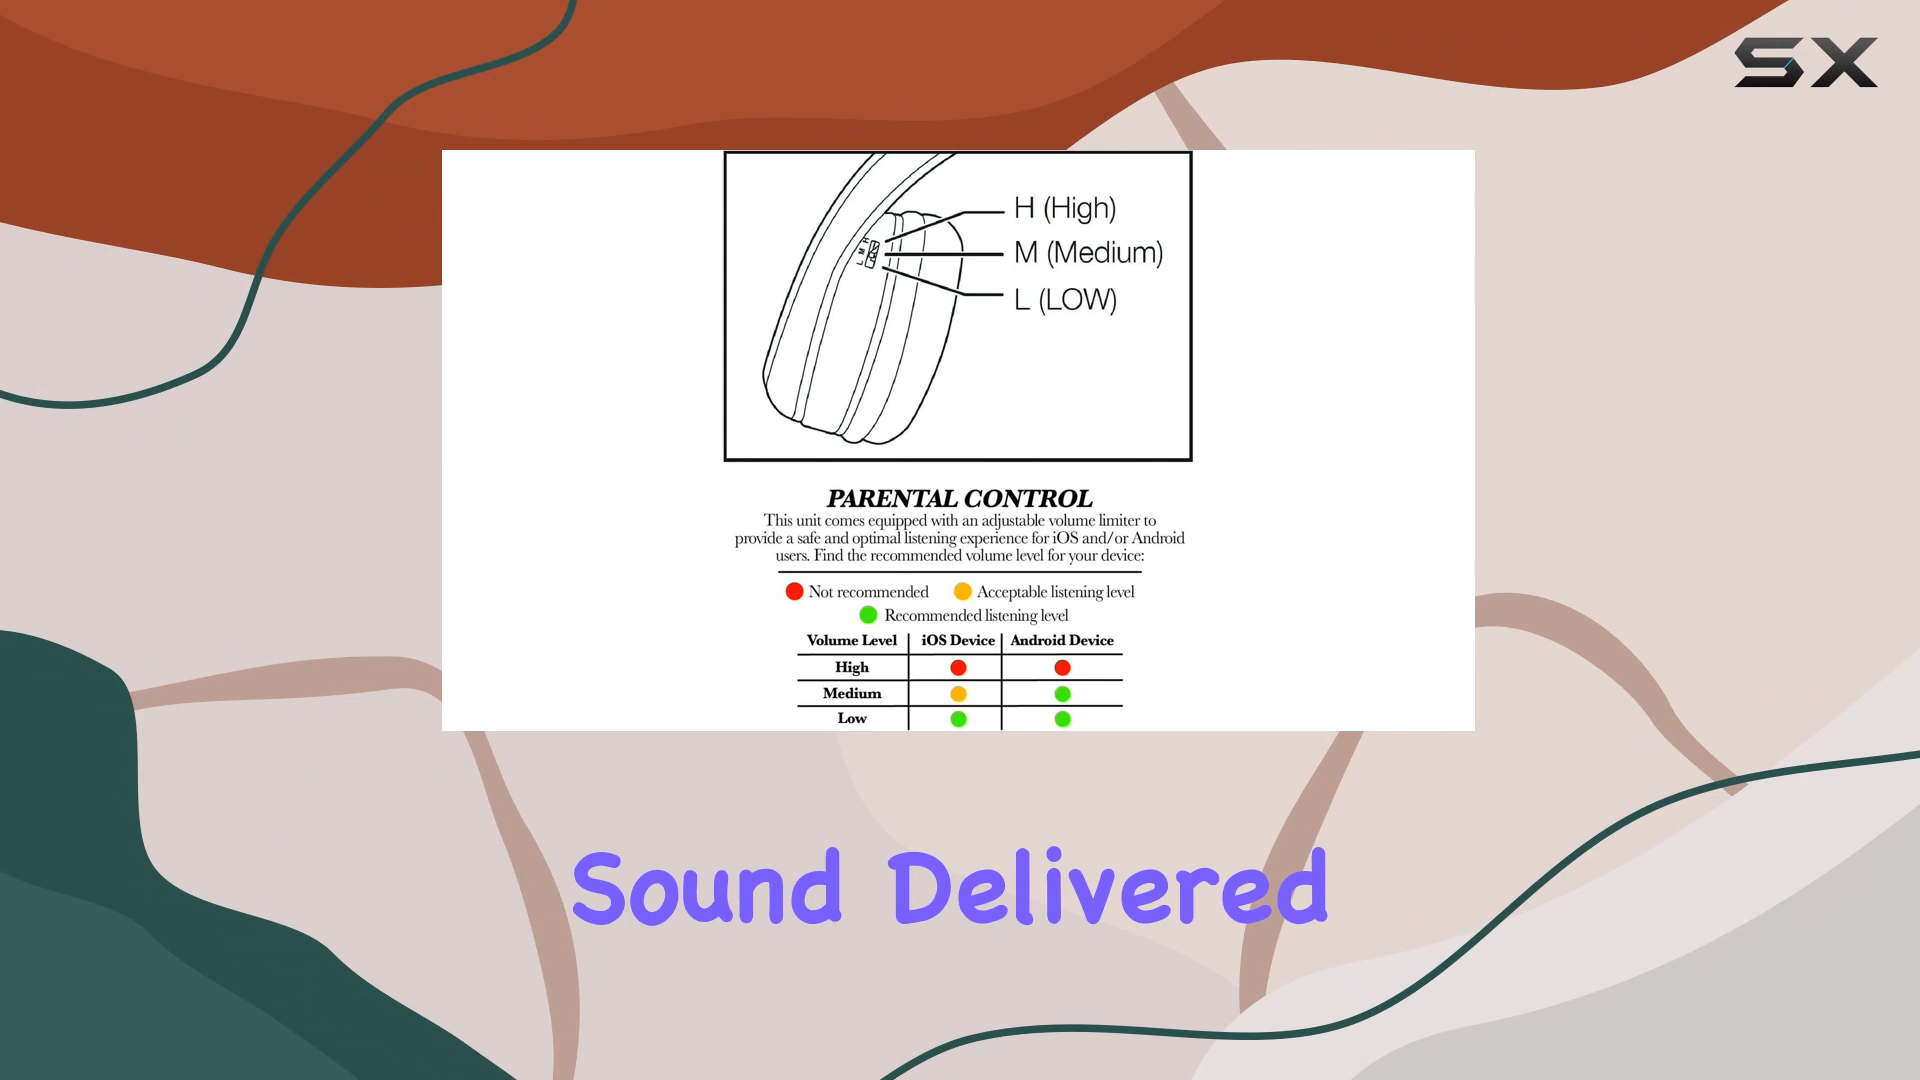 SX
H (High)
M (Medium)
L (LOW)
H
M
L
PARENTAL CONTROL
This unit comes equipped with an adjustable volume limiter to
provide a safe and optimal listening experience for iOS and/or Android
users. Find the recommended volume level for your device:
Not recommended Acceptable listening level
Recommended listening level
Volume Level iOS Device Android Device
High
Medium
Low
Sound Delivered